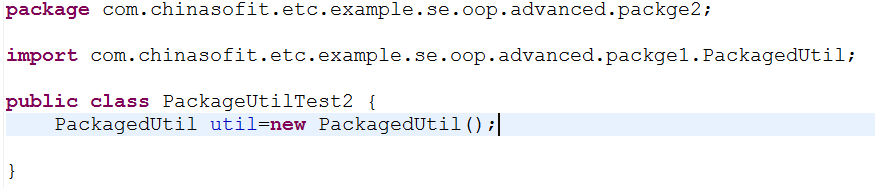 package com.chinasofit.etc.example.se.oop.advanced.packge2;
import com.chinasofit.etc.example.se.oop.advanced.packge1.PackagedUtil;
public class PackageUtilTest2 {
PackagedUtil util=new PackagedUtil();
}